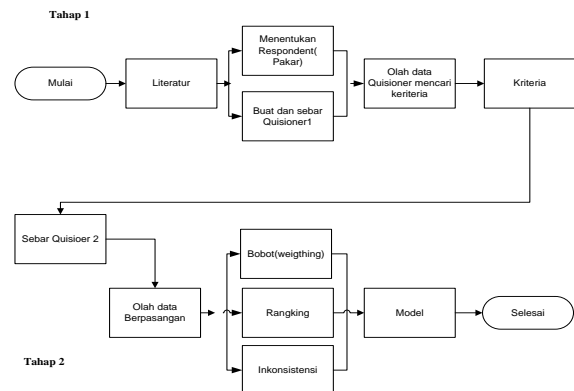 Tahap 1
Mulai
Literatur
Menentukan
Respondent(
Pakar)
Buat dan sebar
Quisioner1
Olah data
Quisioner mencari
keriteria
Kriteria
Sebar Quisioer 2
Olah data
Berpasangan
Bobot(weigthing)
Rangking
Inkonsistensi
Model
Selesai
Tahap 2